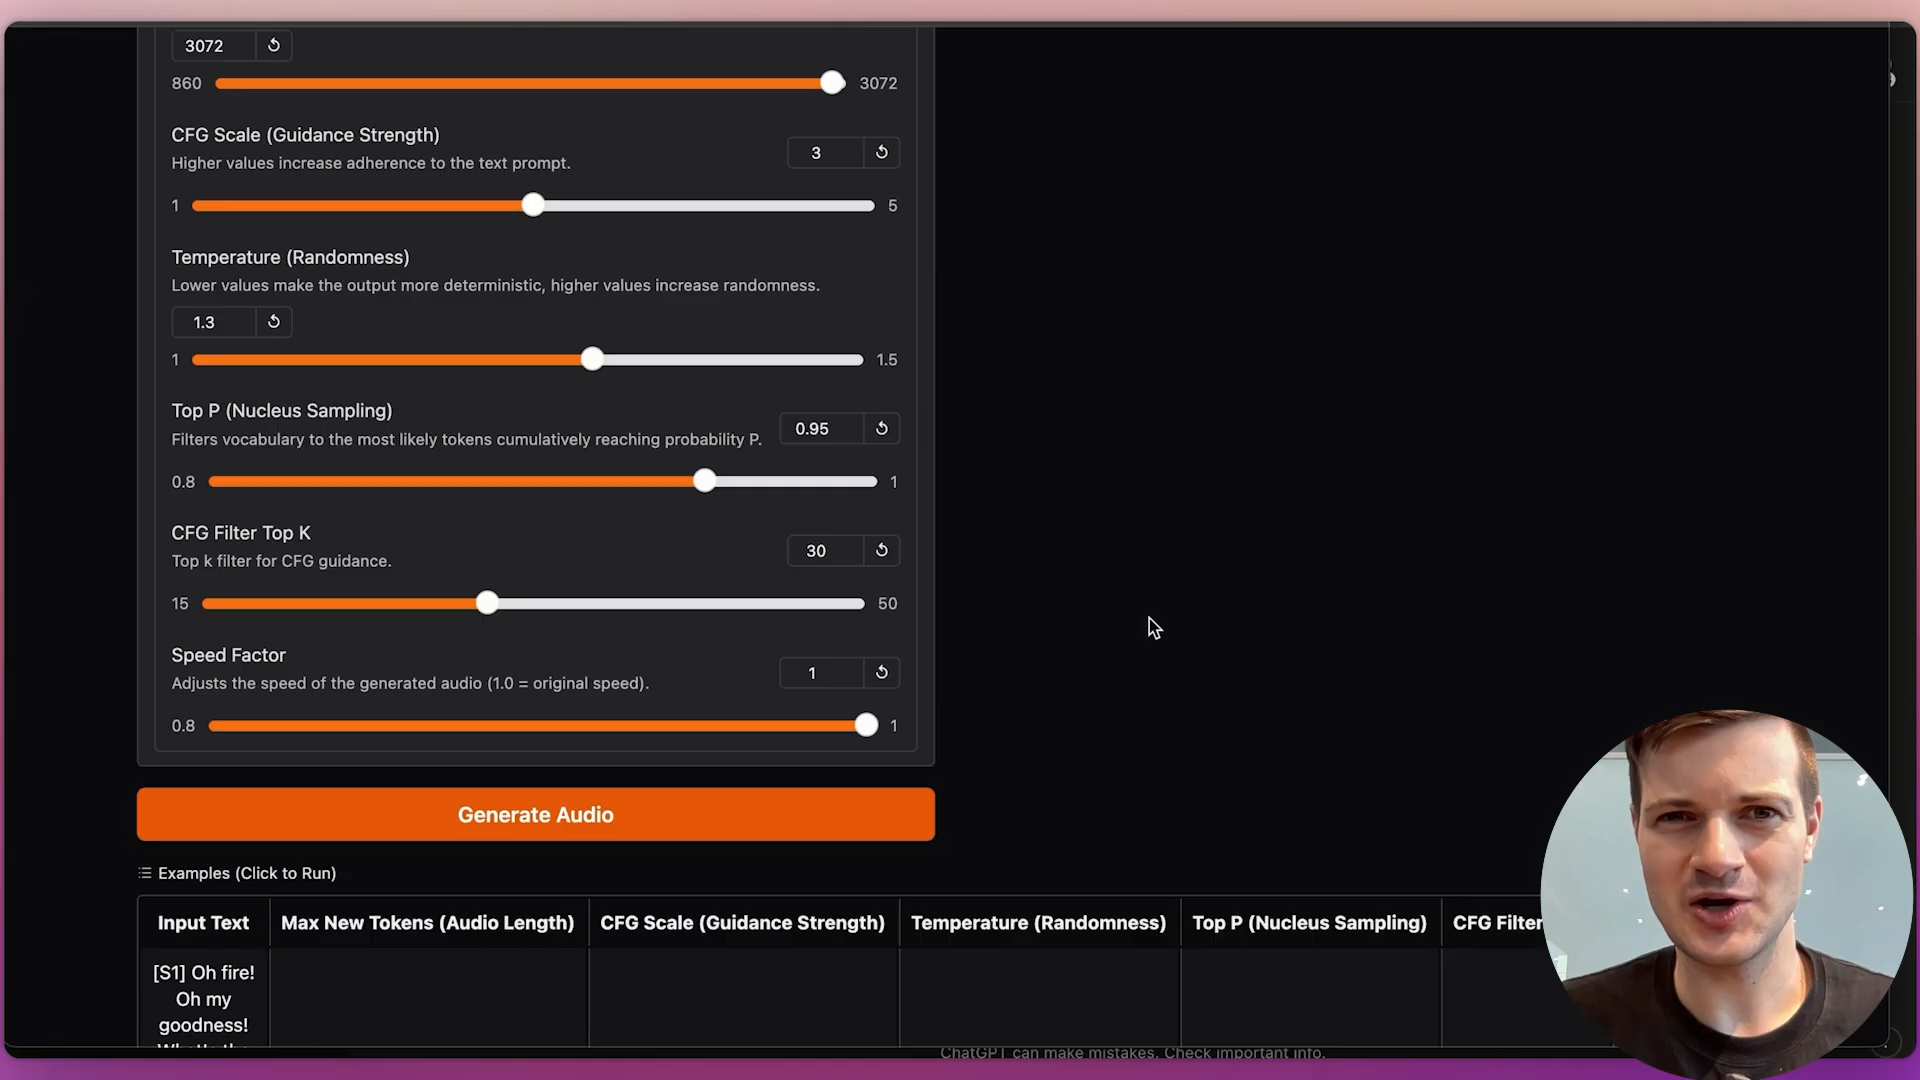 3072
860 3072
CFG Scale (Guidance Strength)
Higher values increase adherence to the text prompt.
3
1 5
Temperature (Randomness)
Lower values make the output more deterministic, higher values increase randomness.
1.3
1 1.5
Top P (Nucleus Sampling)
Filters vocabulary to the most likely tokens cumulatively reaching probability P.
0.95
0.8 1
CFG Filter Top K
Top k filter for CFG guidance.
30
15 50
Speed Factor
Adjusts the speed of the generated audio (1.0 = original speed).
1
0.8 1
Generate Audio
Examples (Click to Run)
Input Text Max New Tokens (Audio Length) CFG Scale (Guidance Strength) Temperature (Randomness) Top P (Nucleus Sampling) CFG Filter
[S1] Oh fire!
Oh my
goodness!
What's the
ChatGPT can make mistakes. Check important info.